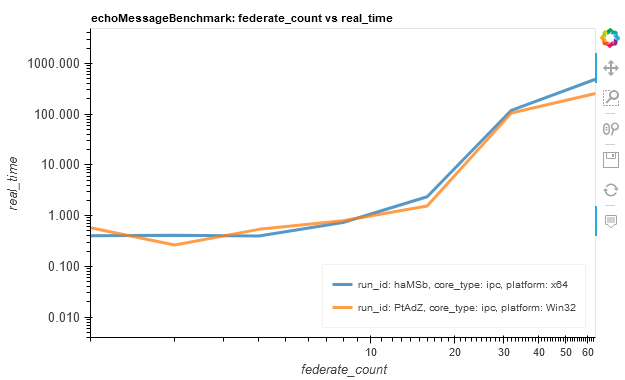 echoMessageBenchmark: federate_count vs real_time
1000.000
100.000
10.000
1.000
0.100
0.010
real_time
run_id: haMSb, core_type: ipc, platform: x64
run_id: PtAdZ, core_type: ipc, platform: Win32
10 20 30 40 50 60
federate_count